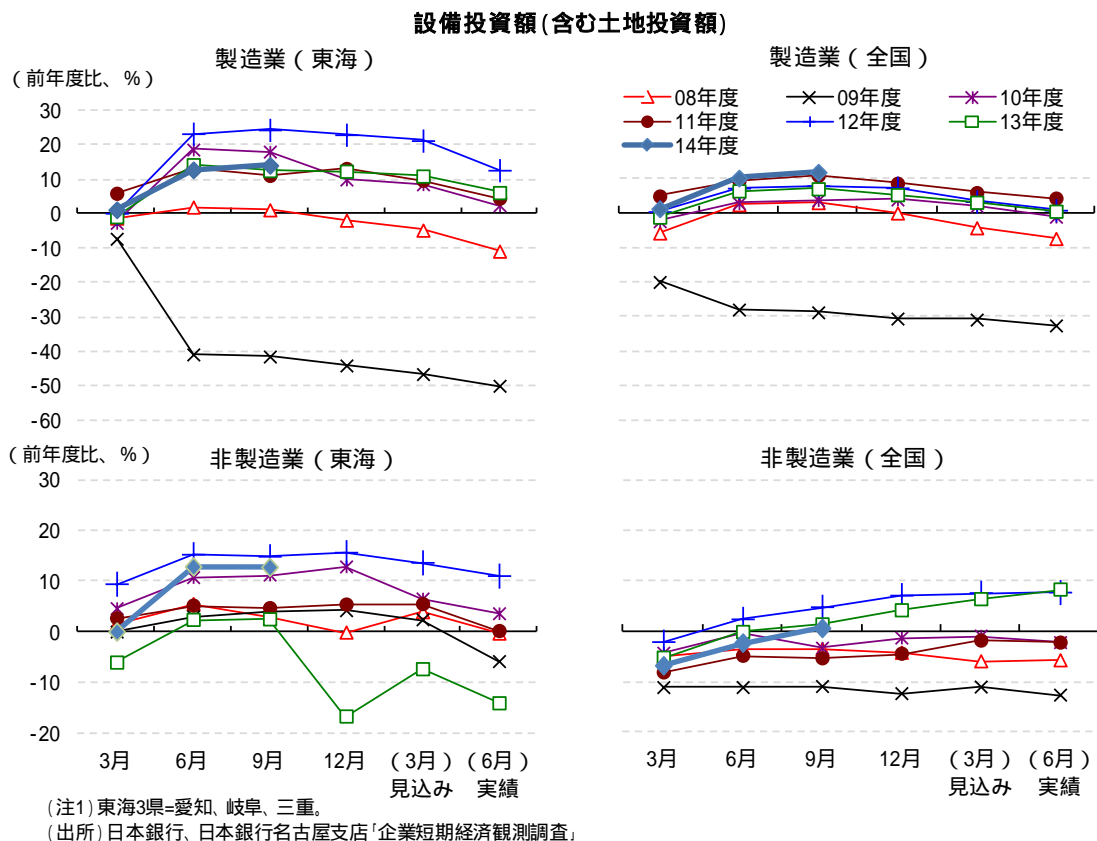 設備投資額(含む土地投資額)
製造業（東海）
製造業（全国）
（前年度比、％）
08年度
09年度
10年度
11年度
12年度
13年度
14年度
30
20
10
0
-10
-20
-30
-40
-50
-60
（前年度比、％）
非製造業（東海）
非製造業（全国）
30
20
10
0
-10
-20
3月 6月 9月 12月 （3月） （6月）
見込み 実績
3月 6月 9月 12月 （3月） （6月）
見込み 実績
(注1)東海3県=愛知、岐阜、三重。
(出所)日本銀行、日本銀行名古屋支店｢企業短期経済観測調査」